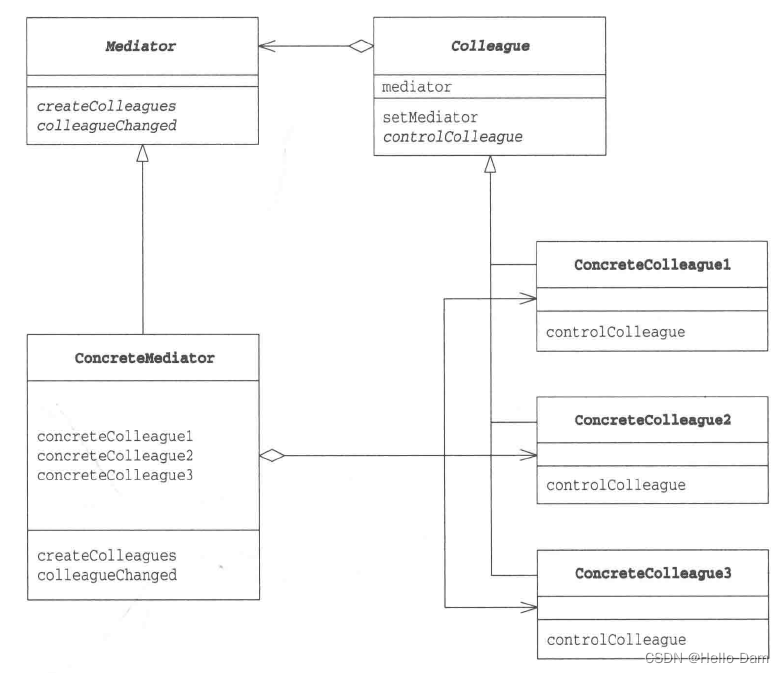 Mediator
createColleagues
colleagueChanged
Colleague
mediator
setMediator
controlColleague
ConcreteColleague1
controlColleague
ConcreteMediator
concreteColleague1
concreteColleague2
concreteColleague3
createColleagues
colleagueChanged
ConcreteColleague2
controlColleague
ConcreteColleague3
controlColleague
CSDN @Hello-Dam